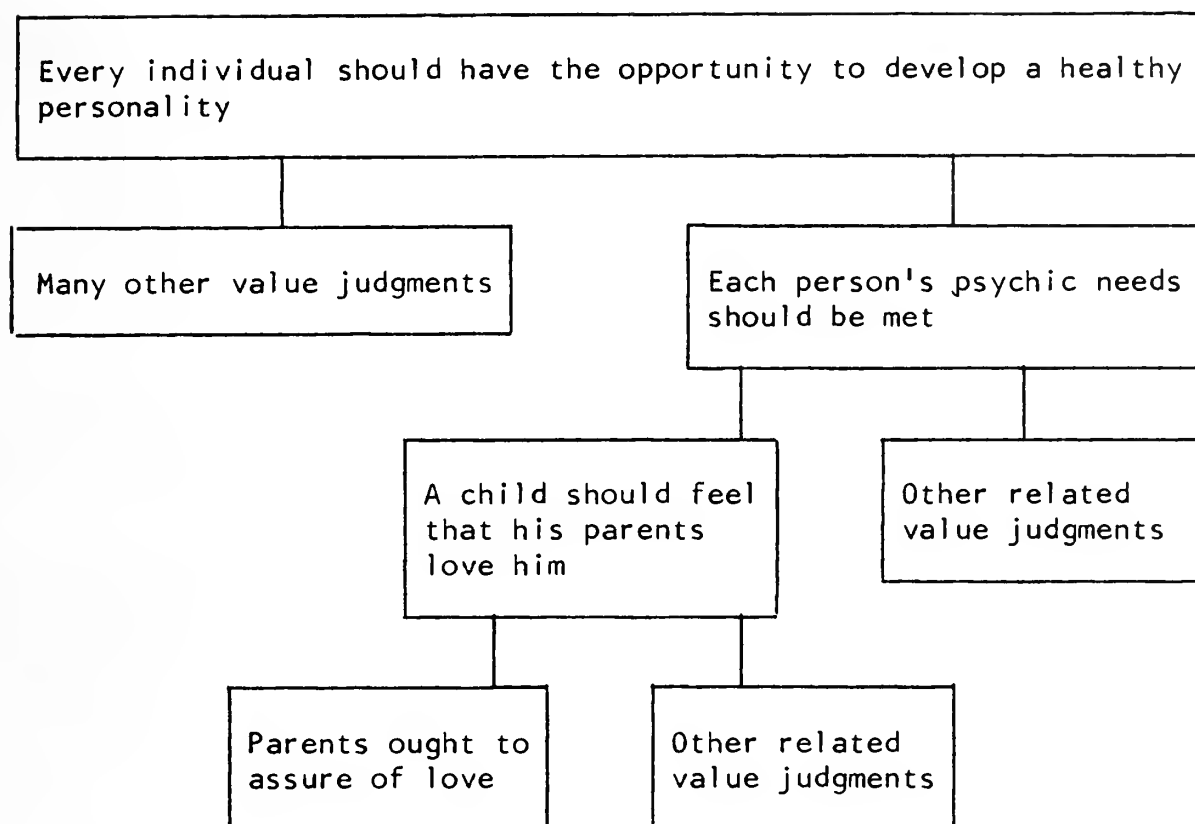 Every individual should have the opportunity to develop a healthy
personality
Many other value judgments
Each person's psychic needs
should be met
A child should feel
that his parents
love him
Other related
value judgments
Parents ought to
assure of love
Other related
value judgments